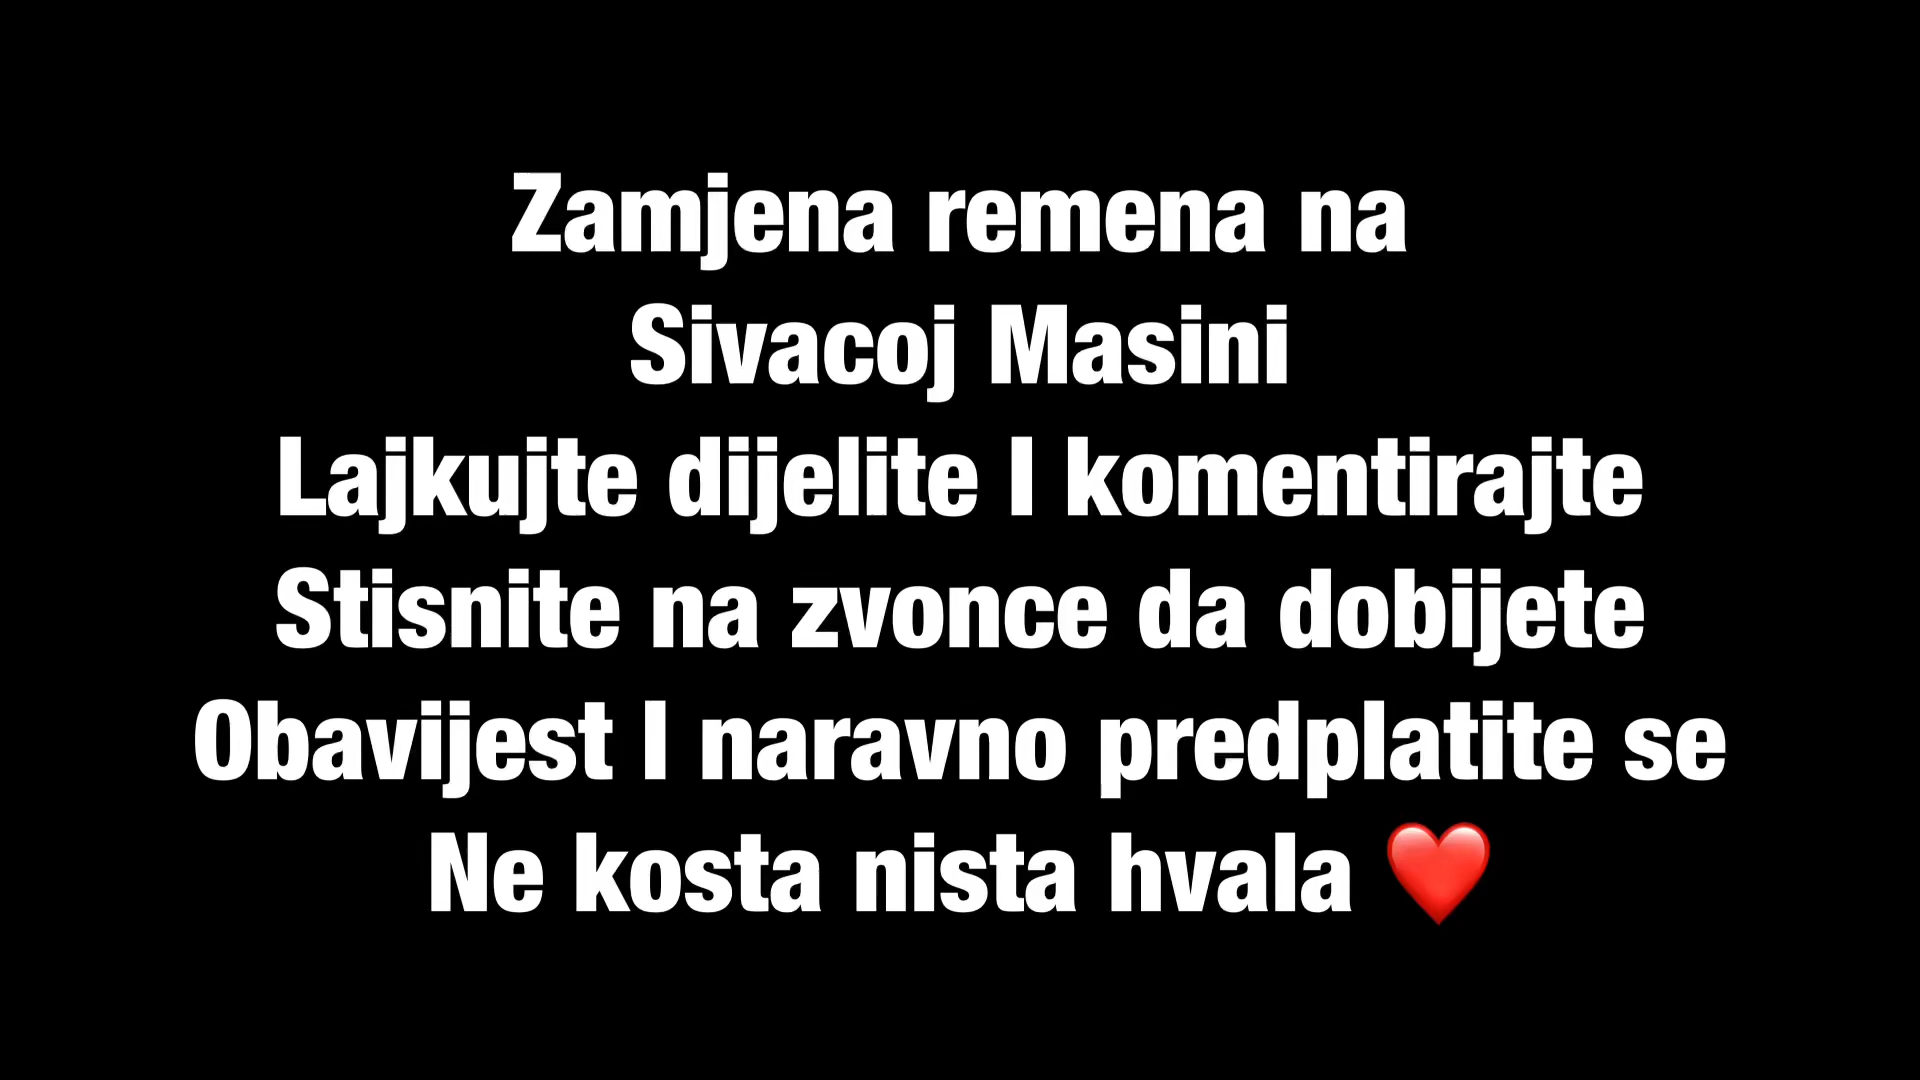 Zamjena remena na
Sivacoj Masini
Lajkujte dijelite I komentirajte
Stisnite na zvonce da dobijete
Obavijest I naravno predplatite se
Ne kosta nista hvala ❤️